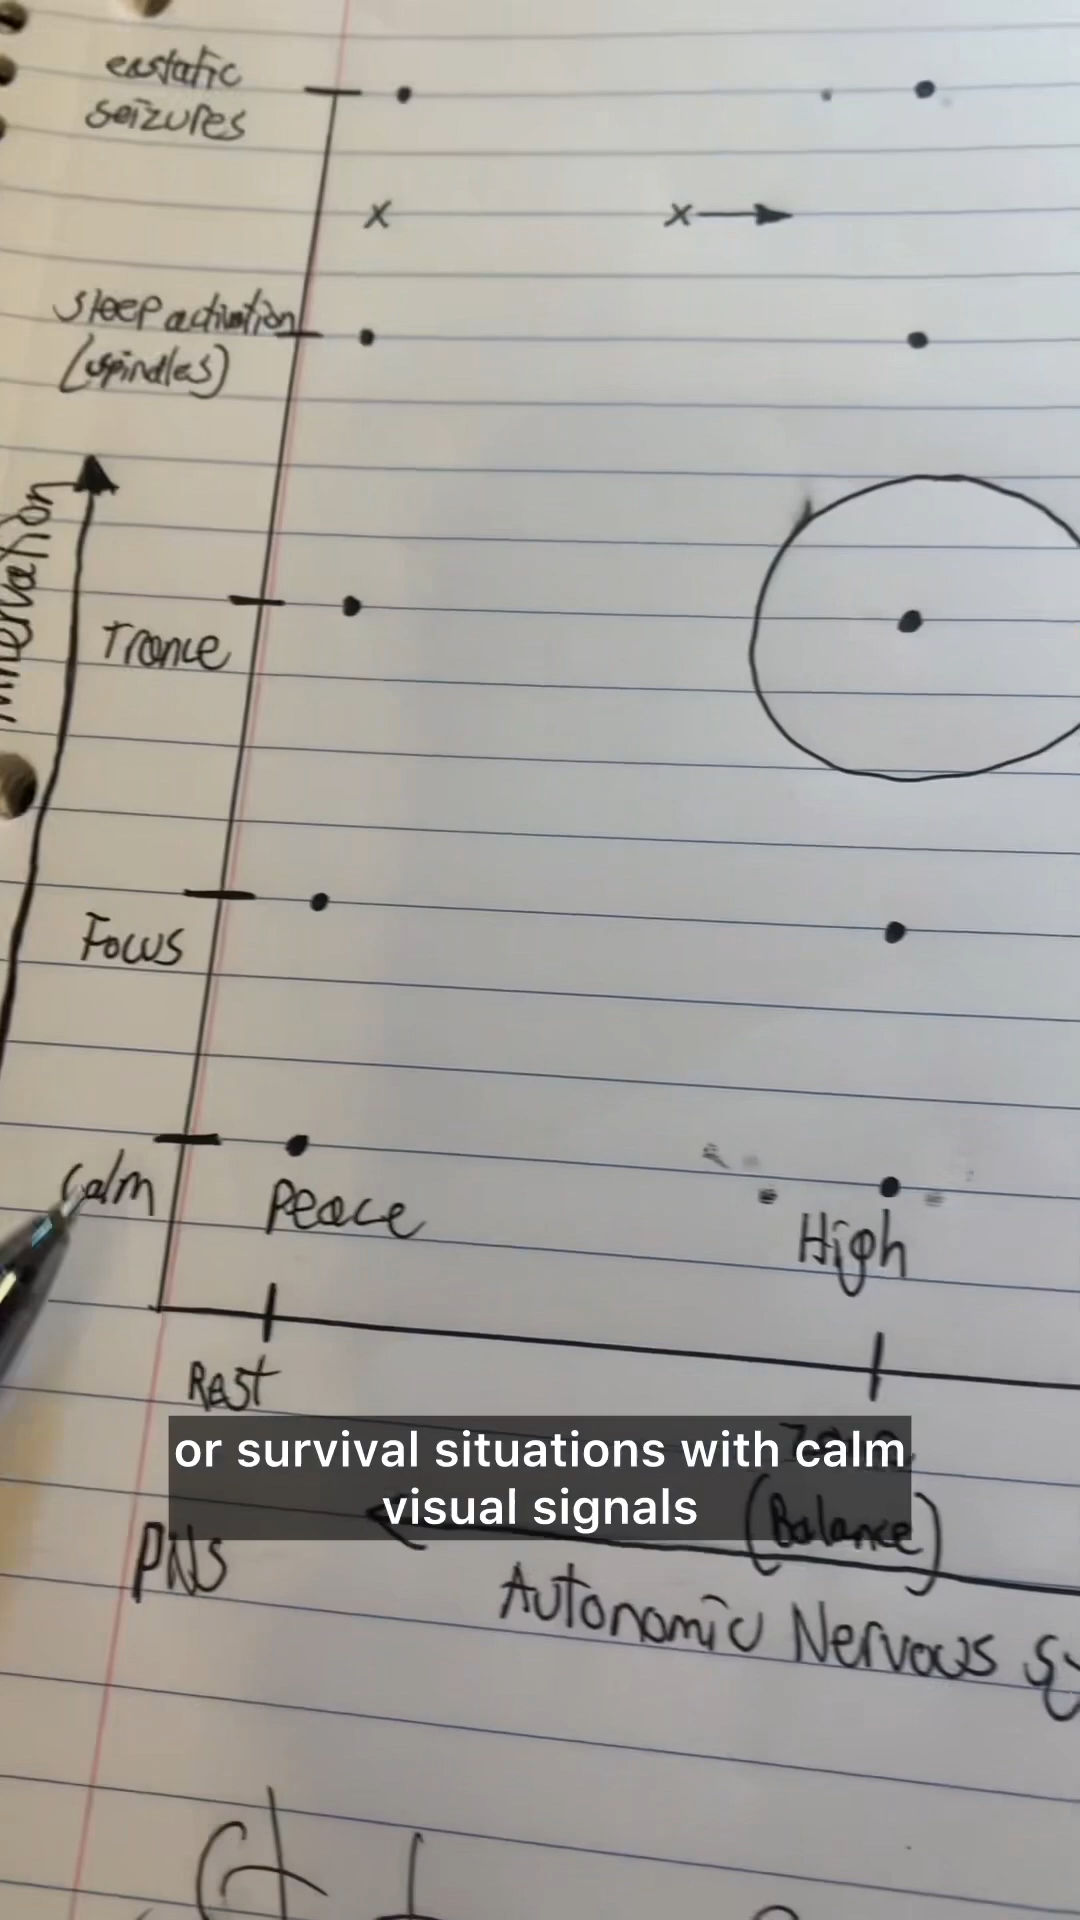 ecstatic
seizures
x x
sleep activation
(spindles)
Trance
Focus
Calm
Peace
High
Rest
or survival situations with calm
visual signals
(Balance)
PNS
Autonomic Nervous